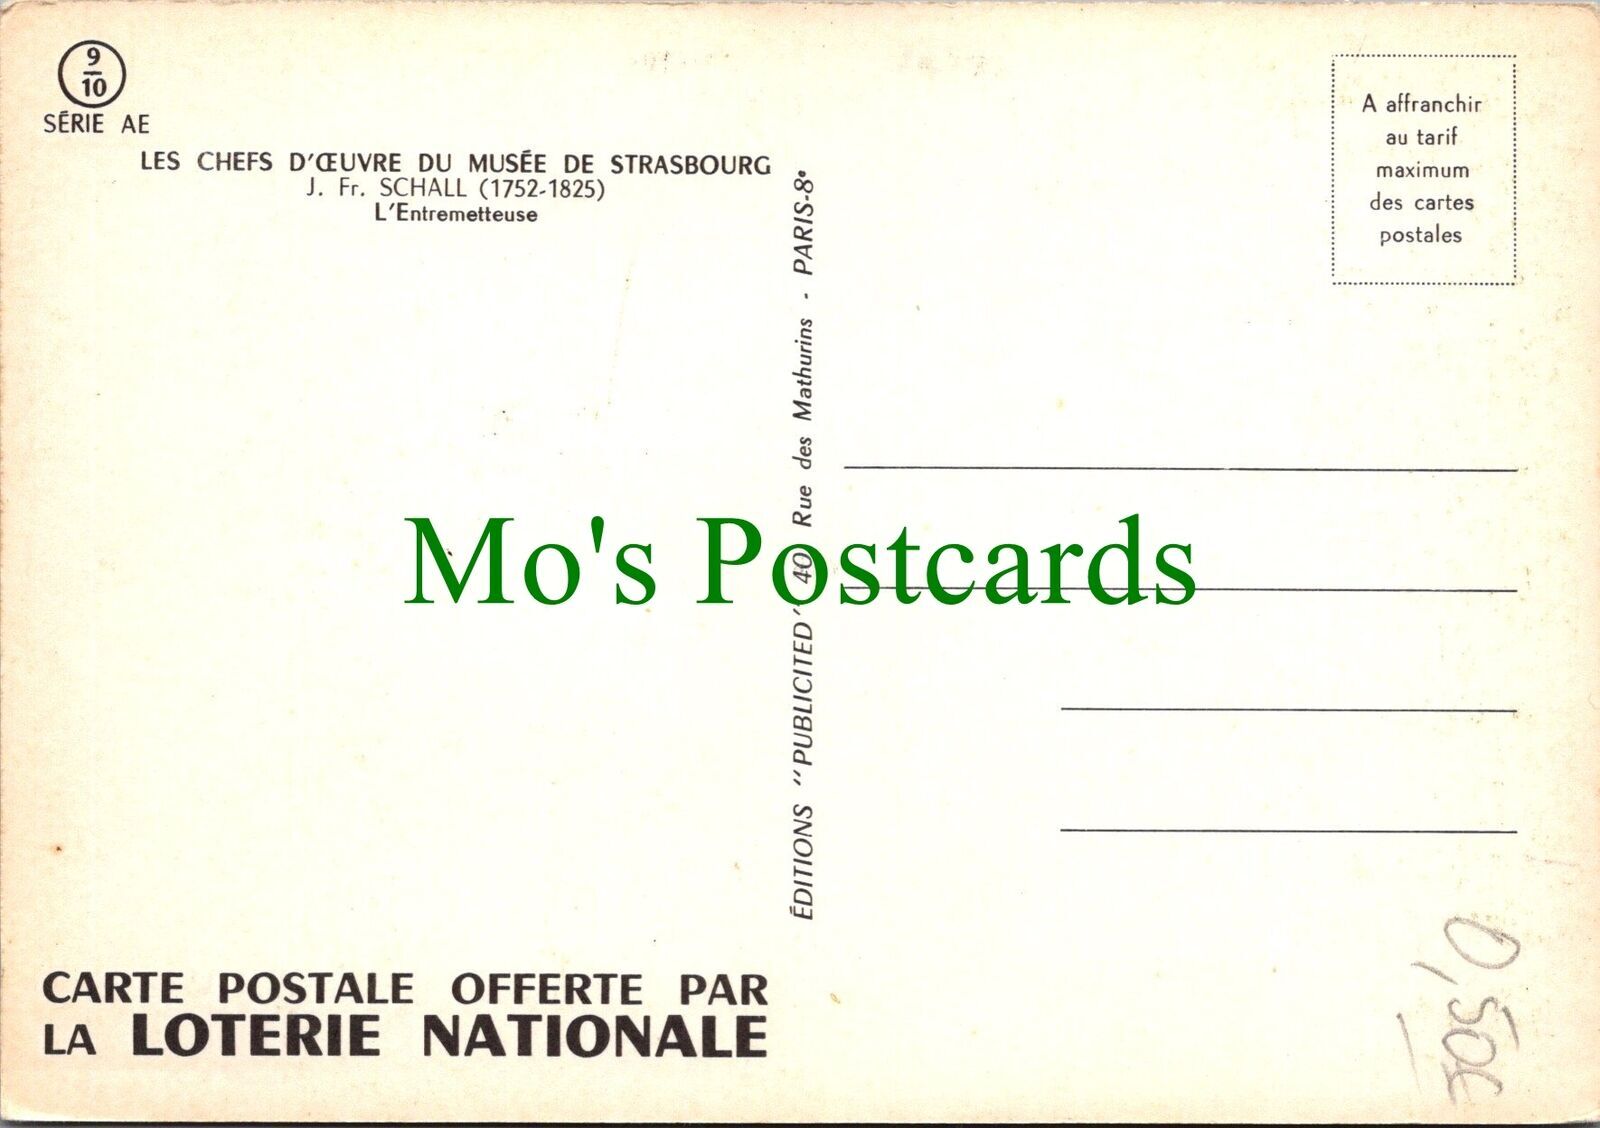 9
10
SÉRIE AE
LES CHEFS D'ŒUVRE DU MUSÉE DE STRASBOURG
J. Fr. SCHALL (1752-1825)
L'Entremetteuse
A affranchir
au tarif
maximum
des cartes
postales
ÉDITIONS "PUBLICITED" 40, Rue des Mathurins - PARIS-8e
Mo's Postcards
CARTE POSTALE OFFERTE PAR
LA LOTERIE NATIONALE
0,50€